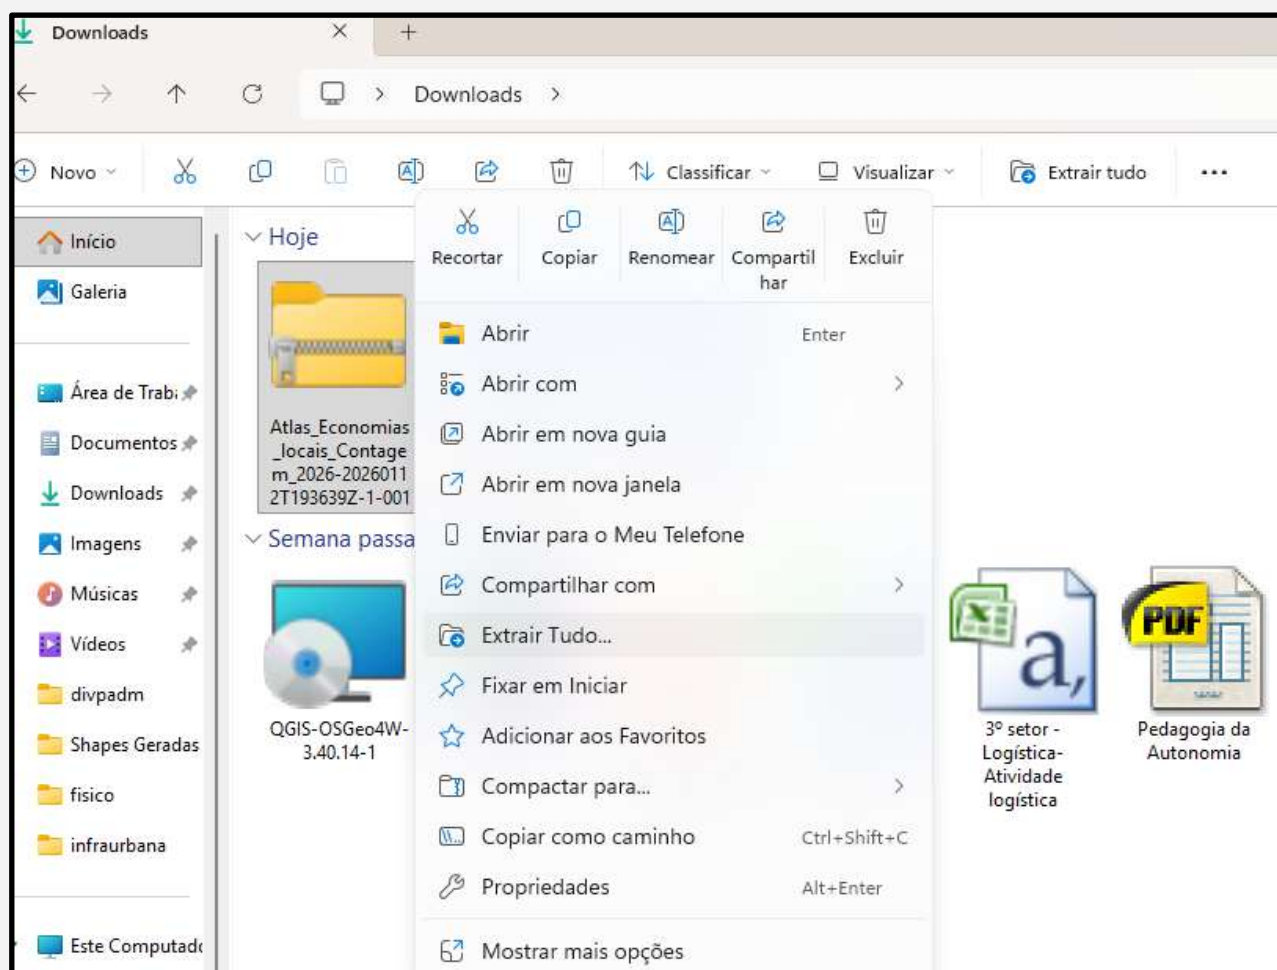 Downloads
Downloads
Novo
Classificar
Visualizar
Extrair tudo
Início
Galeria
Área de Trab
Documentos
Downloads
Imagens
Músicas
Vídeos
divpadm
Shapes Geradas
fisico
infraurbana
Este Computad
Hoje
Atlas_Economias
_locais_Contage
m_2026-2026011
2T193639Z-1-001
Semana passa
QGIS-OSGeo4W-
3.40.14-1
Recortar
Copiar
Renomear
Compartil
har
Excluir
Abrir Enter
Abrir com
Abrir em nova guia
Abrir em nova janela
Enviar para o Meu Telefone
Compartilhar com
Extrair Tudo...
Fixar em Iniciar
Adicionar aos Favoritos
Compactar para...
Copiar como caminho Ctrl+Shift+C
Propriedades Alt+Enter
Mostrar mais opções
a,
3º setor -
Logística-
Atividade
logística
PDF
Pedagogia da
Autonomia